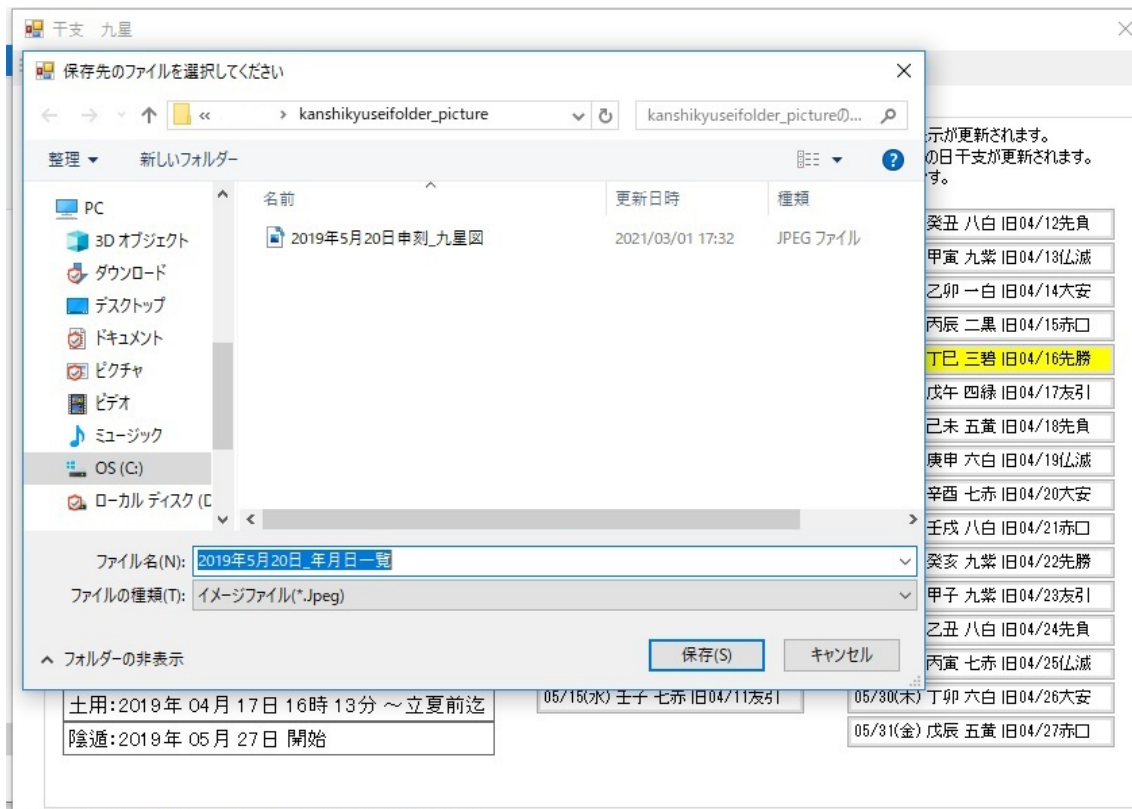 干支 九星
保存先のファイルを選択してください
«
kanshikyuseifolder_picture
kanshikyuseifolder_pictureの...
整理
新しいフォルダー
名前
更新日時
種類
PC
3D オブジェクト
ダウンロード
デスクトップ
ドキュメント
ピクチャ
ビデオ
ミュージック
OS (C:)
ローカル ディスク (D
2019年5月20日申刻_九星図
2021/03/01 17:32
JPEG ファイル
ファイル名(N):
2019年5月20日_年月日一覧
ファイルの種類(T):
イメージファイル(*.Jpeg)
フォルダーの非表示
保存(S)
キャンセル
示が更新されます。
の日干支が更新されます。
す。
癸丑 八白 旧04/12先負
甲寅 九紫 旧04/13仏滅
乙卯 一白 旧04/14大安
丙辰 二黒 旧04/15赤口
丁巳 三碧 旧04/16先勝
戊午 四緑 旧04/17友引
己未 五黄 旧04/18先負
庚申 六白 旧04/19仏滅
辛酉 七赤 旧04/20大安
壬戌 八白 旧04/21赤口
癸亥 九紫 旧04/22先勝
甲子 九紫 旧04/23友引
乙丑 八白 旧04/24先負
丙寅 七赤 旧04/25仏滅
土用:2019年 04月 17日 16時 13分 ～立夏前迄
05/15(水) 壬子 七赤 旧04/11友引
05/30(木) 丁卯 六白 旧04/26大安
陰遁:2019年 05月 27日 開始
05/31(金) 戊辰 五黄 旧04/27赤口